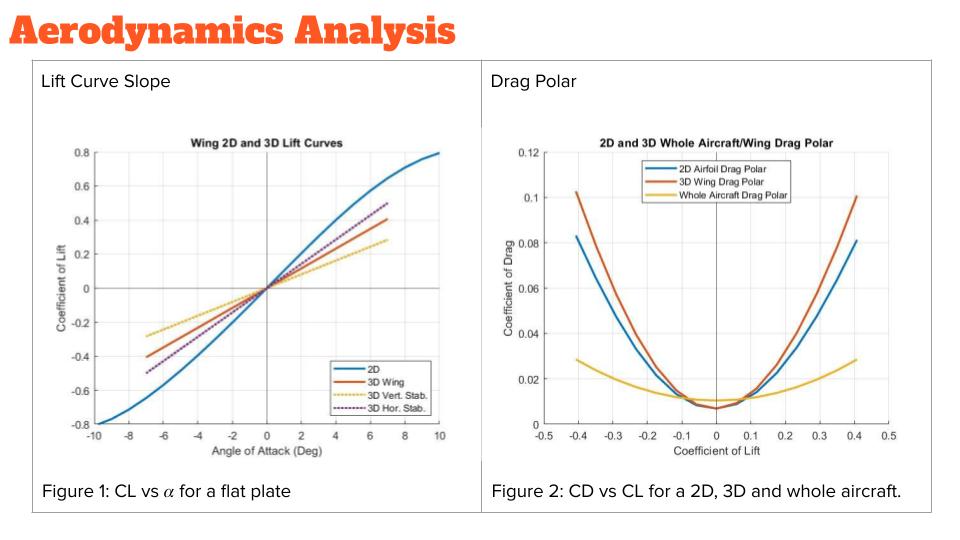 Aerodynamics Analysis
Lift Curve Slope
Wing 2D and 3D Lift Curves
0.8
0.6
0.4
0.2
0
-0.2
-0.4
-0.6
-0.8
Coefficient of Lift
2D
3D Wing
3D Vert. Stab.
3D Hor. Stab.
-10 -8 -6 -4 -2 0 2 4 6 8 10
Angle of Attack (Deg)
Figure 1: CL vs α for a flat plate
Drag Polar
2D and 3D Whole Aircraft/Wing Drag Polar
0.12
0.1
0.08
0.06
0.04
0.02
0
Coefficient of Drag
2D Airfoil Drag Polar
3D Wing Drag Polar
Whole Aircraft Drag Polar
-0.5 -0.4 -0.3 -0.2 -0.1 0 0.1 0.2 0.3 0.4 0.5
Coefficient of Lift
Figure 2: CD vs CL for a 2D, 3D and whole aircraft.